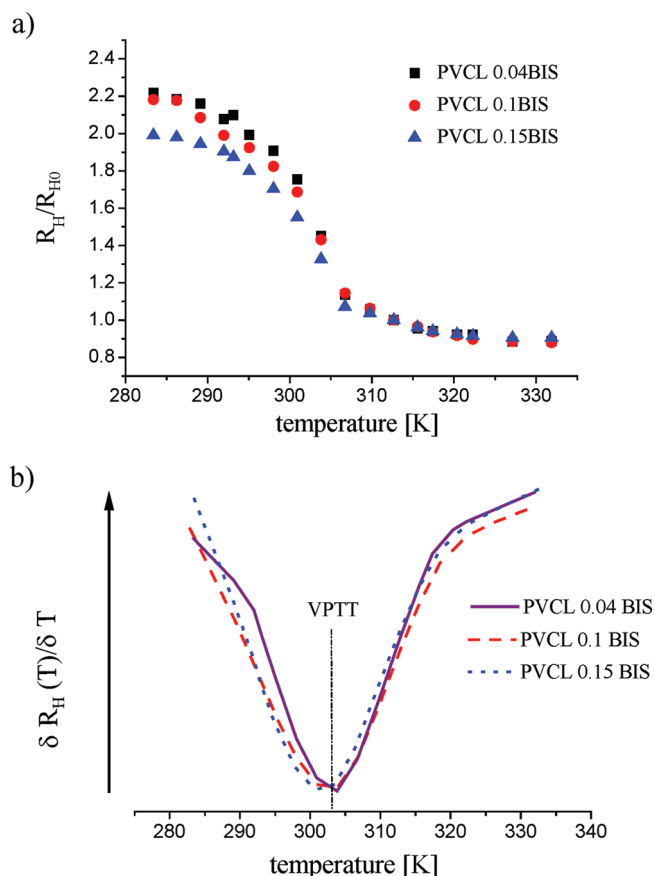 a)
2.4
2.2
2.0
1.8
1.6
1.4
1.2
1.0
0.8
R_H/R_H0
PVCL 0.04BIS
PVCL 0.1BIS
PVCL 0.15BIS
280 290 300 310 320 330
temperature [K]
b)
δ R_H (T)/δ T
VPTT
PVCL 0.04 BIS
PVCL 0.1 BIS
PVCL 0.15 BIS
280 290 300 310 320 330 340
temperature [K]